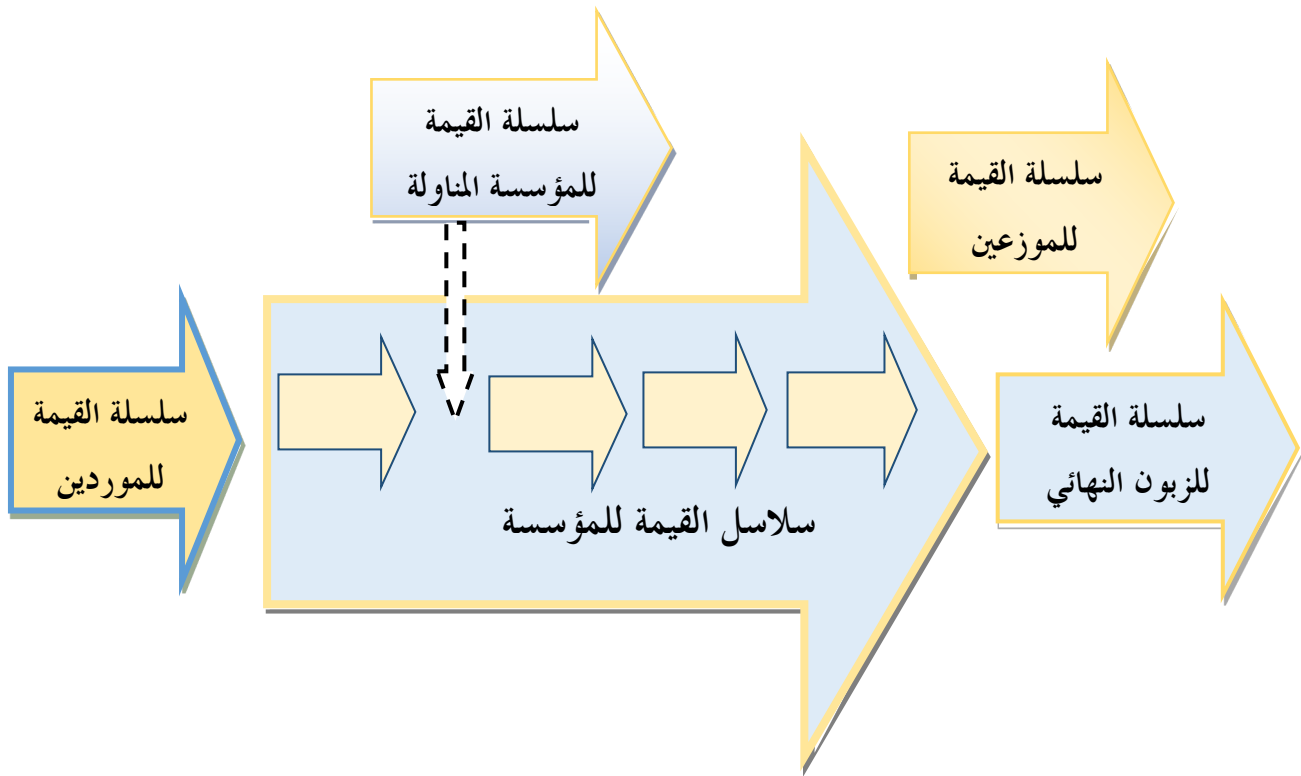 سلسلة القيمة
للمؤسسة المناولة
سلسلة القيمة
للموزعين
سلسلة القيمة
للموردين
سلسلة القيمة
للزبون النهائي
سلاسل القيمة للمؤسسة